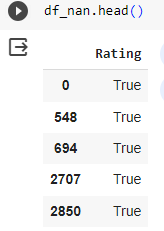 df_nan.head()
Rating
0 True
548 True
694 True
2707 True
2850 True